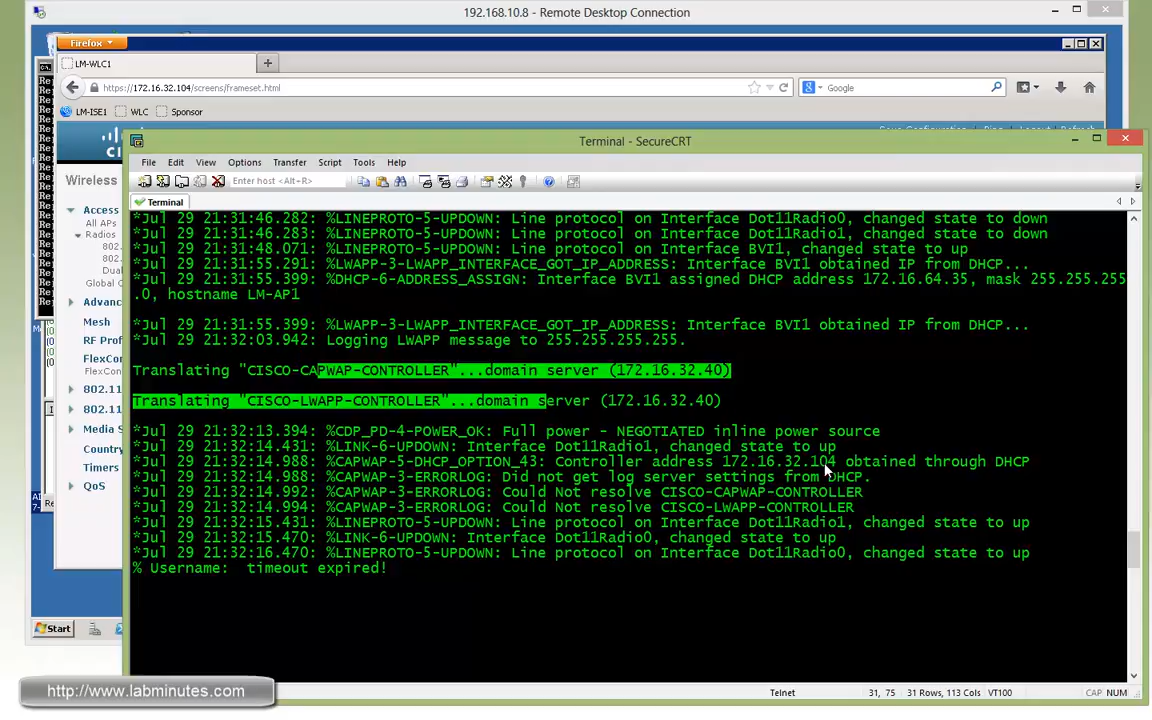 192.168.10.8 - Remote Desktop Connection
Firefox
LM-WLC1
https://172.16.32.104/screens/frameset.html
Google
LM-ISE1 WLC Sponsor
Terminal - SecureCRT
File Edit View Options Transfer Script Tools Help
Enter host <Alt+R>
Terminal
Wireless
Access
All APs
Radios
802.
802.
Dual
Global C
Advanc
Mesh
RF Prof
FlexCon
FlexCon
802.11
802.11
Media S
Country
Timers
QoS
*Jul 29 21:31:46.282: %LINEPROTO-5-UPDOWN: Line protocol on Interface Dot11Radio0, changed state to down
*Jul 29 21:31:46.283: %LINEPROTO-5-UPDOWN: Line protocol on Interface Dot11Radio1, changed state to down
*Jul 29 21:31:48.071: %LINEPROTO-5-UPDOWN: Line protocol on Interface BVI1, changed state to up
*Jul 29 21:31:55.291: %LWAPP-3-LWAPP_INTERFACE_GOT_IP_ADDRESS: Interface BVI1 obtained IP from DHCP...
*Jul 29 21:31:55.399: %DHCP-6-ADDRESS_ASSIGN: Interface BVI1 assigned DHCP address 172.16.64.35, mask 255.255.255
.0, hostname LM-AP1
*Jul 29 21:31:55.399: %LWAPP-3-LWAPP_INTERFACE_GOT_IP_ADDRESS: Interface BVI1 obtained IP from DHCP...
*Jul 29 21:32:03.942: Logging LWAPP message to 255.255.255.255.
Translating "CISCO-CAPWAP-CONTROLLER"...domain server (172.16.32.40)
Translating "CISCO-LWAPP-CONTROLLER"...domain server (172.16.32.40)
*Jul 29 21:32:13.394: %CDP_PD-4-POWER_OK: Full power - NEGOTIATED inline power source
*Jul 29 21:32:14.431: %LINK-6-UPDOWN: Interface Dot11Radio1, changed state to up
*Jul 29 21:32:14.988: %CAPWAP-5-DHCP_OPTION_43: Controller address 172.16.32.104 obtained through DHCP
*Jul 29 21:32:14.988: %CAPWAP-3-ERRORLOG: Did not get log server settings from DHCP.
*Jul 29 21:32:14.992: %CAPWAP-3-ERRORLOG: Could Not resolve CISCO-CAPWAP-CONTROLLER
*Jul 29 21:32:14.994: %CAPWAP-3-ERRORLOG: Could Not resolve CISCO-LWAPP-CONTROLLER
*Jul 29 21:32:15.431: %LINEPROTO-5-UPDOWN: Line protocol on Interface Dot11Radio1, changed state to up
*Jul 29 21:32:15.470: %LINK-6-UPDOWN: Interface Dot11Radio0, changed state to up
*Jul 29 21:32:16.470: %LINEPROTO-5-UPDOWN: Line protocol on Interface Dot11Radio0, changed state to up
% Username:  timeout expired!
Start
http://www.labminutes.com
Telnet 31, 75 31 Rows, 113 Cols VT100 CAP NUM